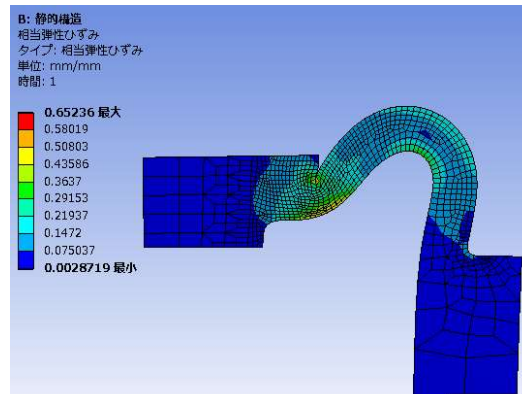 B: 静的構造
相当弾性ひずみ
タイプ: 相当弾性ひずみ
単位: mm/mm
時間: 1
0.65236 最大
0.58019
0.50803
0.43586
0.3637
0.29153
0.21937
0.1472
0.075037
0.0028719 最小